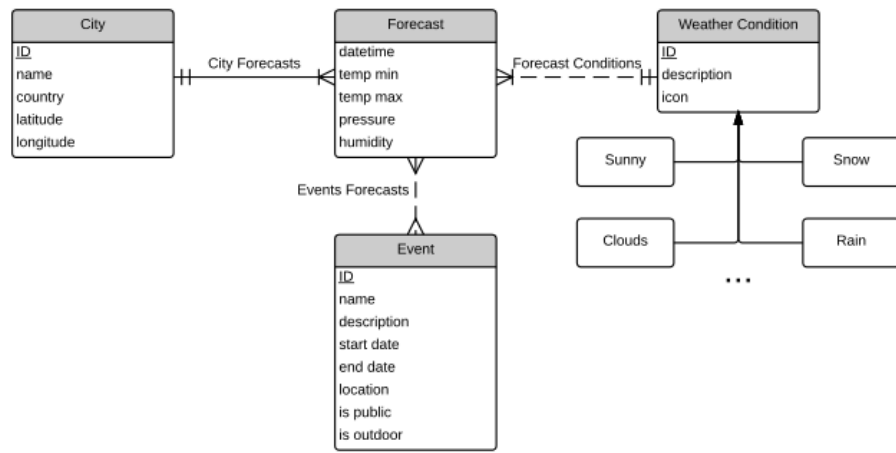 City
ID
name
country
latitude
longitude
City Forecasts
Forecast
datetime
temp min
temp max
pressure
humidity
Forecast Conditions
Weather Condition
ID
description
icon
Sunny
Snow
Clouds
Rain
...
Events Forecasts
Event
ID
name
description
start date
end date
location
is public
is outdoor